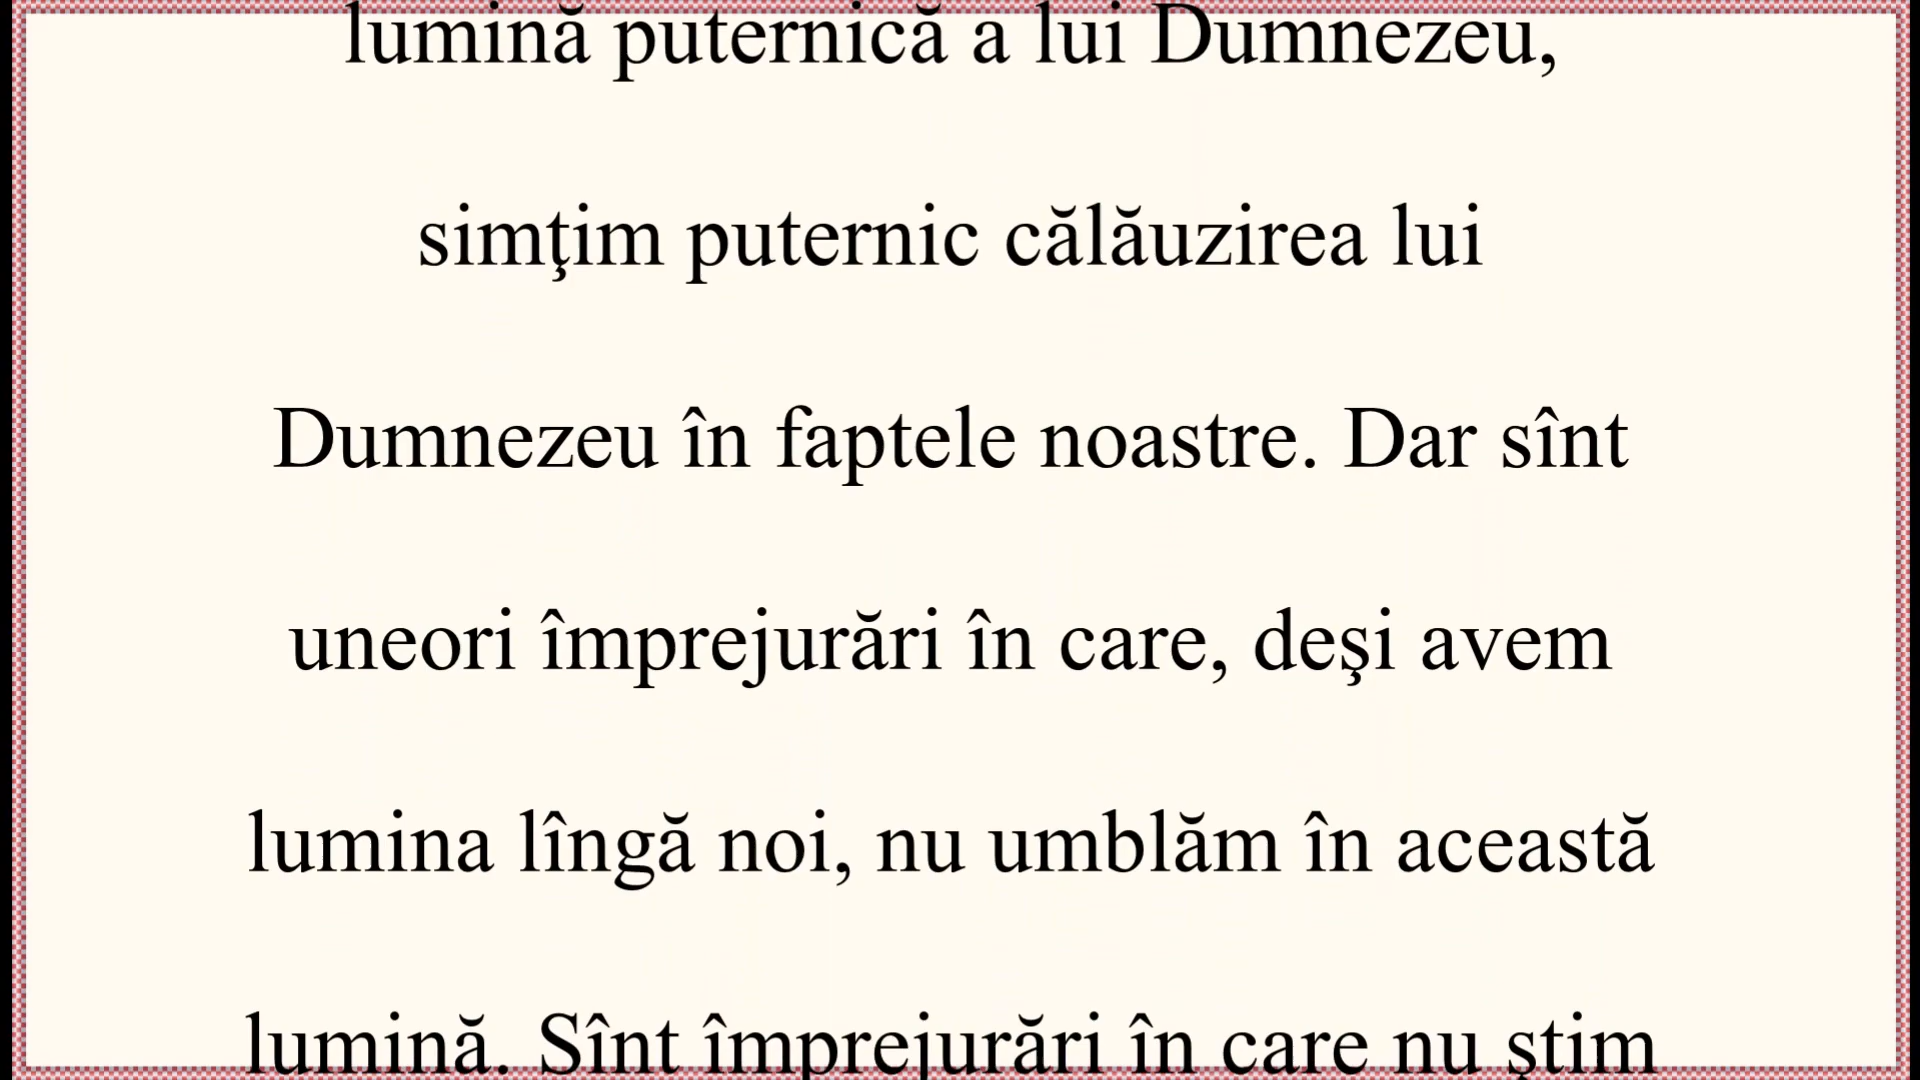 lumină puternică a lui Dumnezeu,
simţim puternic călăuzirea lui
Dumnezeu în faptele noastre. Dar sînt
uneori împrejurări în care, deşi avem
lumina lîngă noi, nu umblăm în această
lumină. Sînt împrejurări în care nu ştim